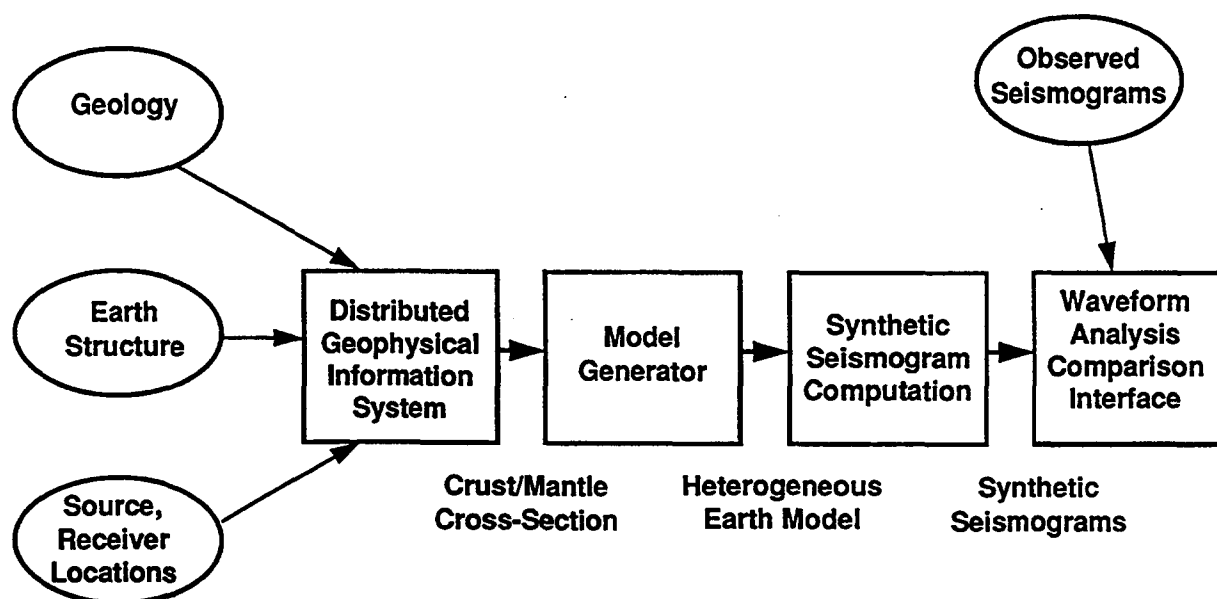 Geology
Observed
Seismograms
Earth
Structure
Distributed
Geophysical
Information
System
Model
Generator
Synthetic
Seismogram
Computation
Waveform
Analysis
Comparison
Interface
Source,
Receiver
Locations
Crust/Mantle
Cross-Section
Heterogeneous
Earth Model
Synthetic
Seismograms